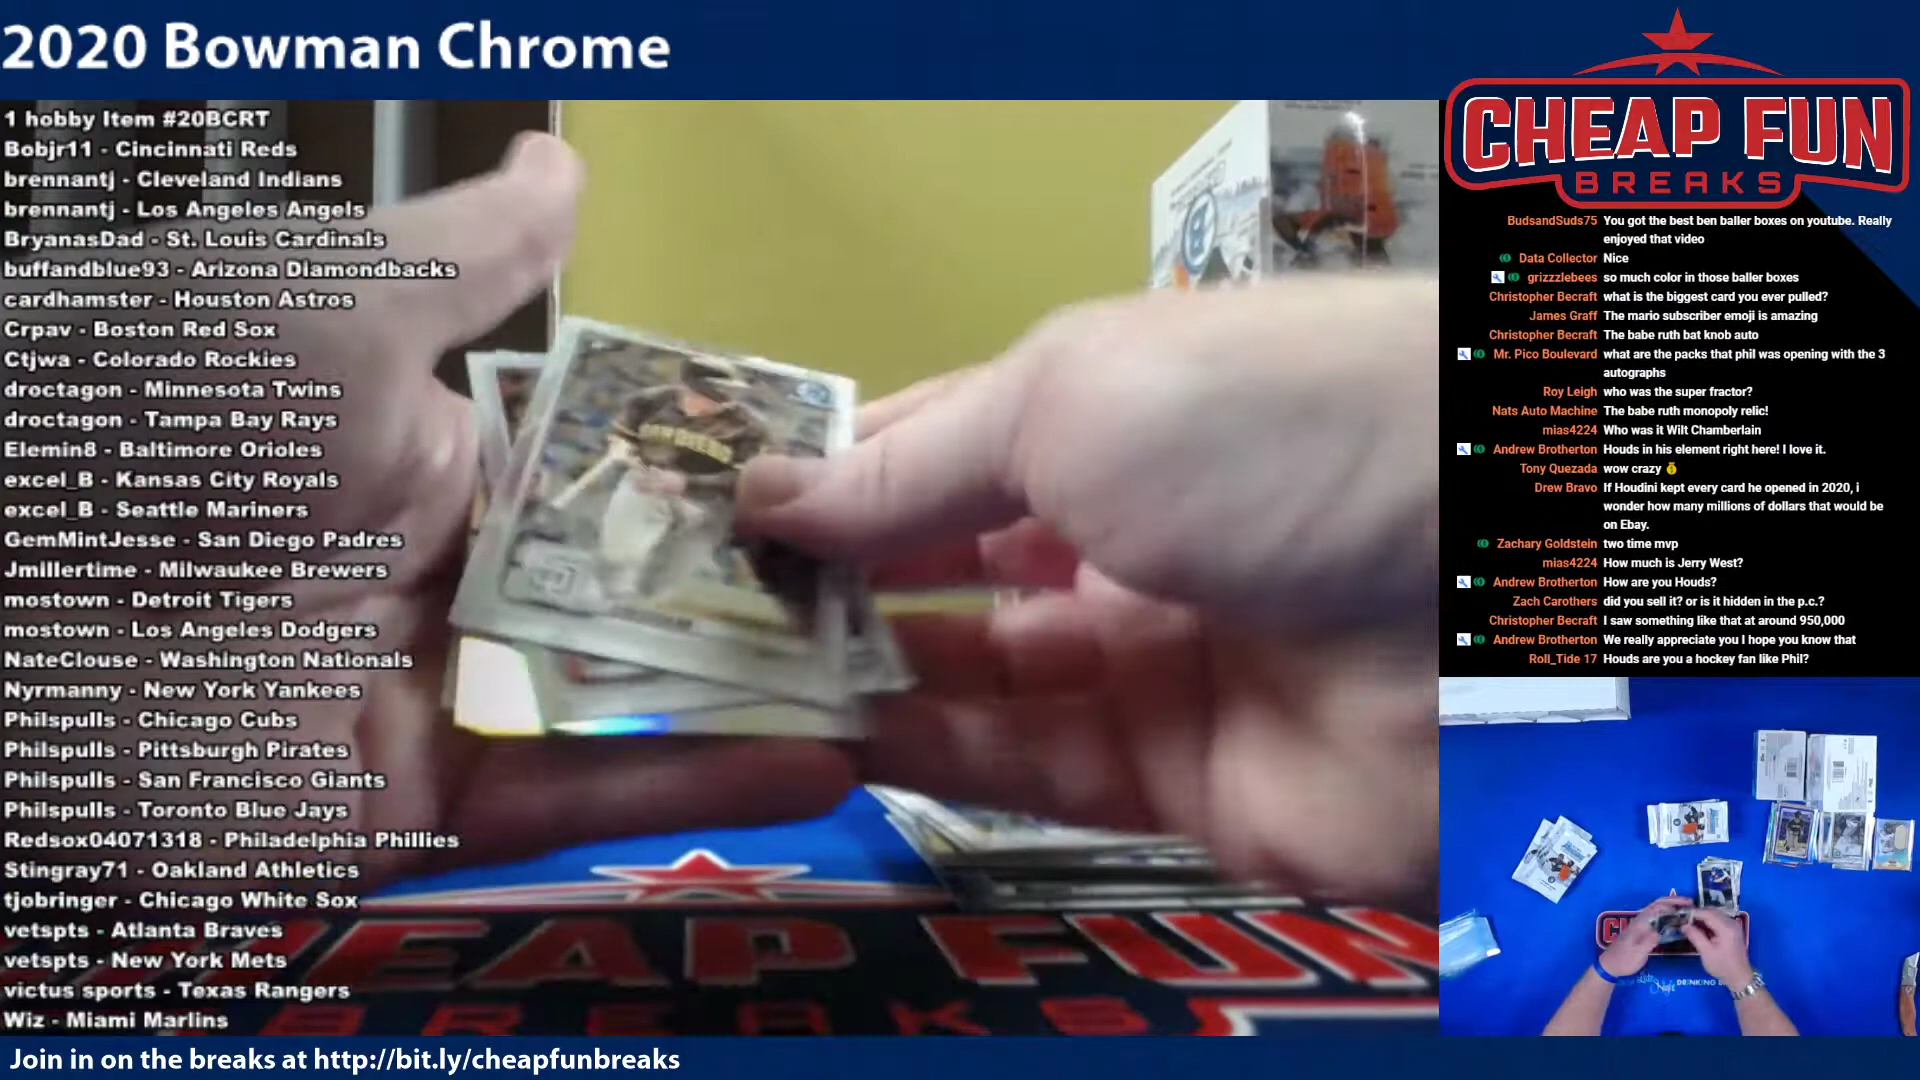 2020 Bowman Chrome
1 hobby Item #20BCRT
Bobjr11 - Cincinnati Reds
brennantj - Cleveland Indians
brennantj - Los Angeles Angels
BryanasDad - St. Louis Cardinals
buffandblue93 - Arizona Diamondbacks
cardhamster - Houston Astros
Crpav - Boston Red Sox
Ctjwa - Colorado Rockies
droctagon - Minnesota Twins
droctagon - Tampa Bay Rays
Elemin8 - Baltimore Orioles
excel_B - Kansas City Royals
excel_B - Seattle Mariners
GemMintJesse - San Diego Padres
Jmillertime - Milwaukee Brewers
mostown - Detroit Tigers
mostown - Los Angeles Dodgers
NateClouse - Washington Nationals
Nyrmanny - New York Yankees
Philspulls - Chicago Cubs
Philspulls - Pittsburgh Pirates
Philspulls - San Francisco Giants
Philspulls - Toronto Blue Jays
Redsox04071318 - Philadelphia Phillies
Stingray71 - Oakland Athletics
tjobringer - Chicago White Sox
vetspts - Atlanta Braves
vetspts - New York Mets
victus sports - Texas Rangers
Wiz - Miami Marlins
CHEAP FUN
BREAKS
CHEAP FUN
BREAKS
BudsandSuds75 You got the best ben baller boxes on youtube. Really
enjoyed that video
Data Collector Nice
grizzzlebees so much color in those baller boxes
Christopher Becraft what is the biggest card you ever pulled?
James Graff The mario subscriber emoji is amazing
Christopher Becraft The babe ruth bat knob auto
Mr. Pico Boulevard what are the packs that phil was opening with the 3
autographs
Roy Leigh who was the super fractor?
Nats Auto Machine The babe ruth monopoly relic!
mias4224 Who was it Wilt Chamberlain
Andrew Brotherton Houds in his element right here! I love it.
Tony Quezada wow crazy 💰
Drew Bravo If Houdini kept every card he opened in 2020, i
wonder how many millions of dollars that would be
on Ebay.
Zachary Goldstein two time mvp
mias4224 How much is Jerry West?
Andrew Brotherton How are you Houds?
Zach Carothers did you sell it? or is it hidden in the p.c.?
Christopher Becraft I saw something like that at around 950,000
Andrew Brotherton We really appreciate you I hope you know that
Roll_Tide 17 Houds are you a hockey fan like Phil?
Join in on the breaks at http://bit.ly/cheapfunbreaks